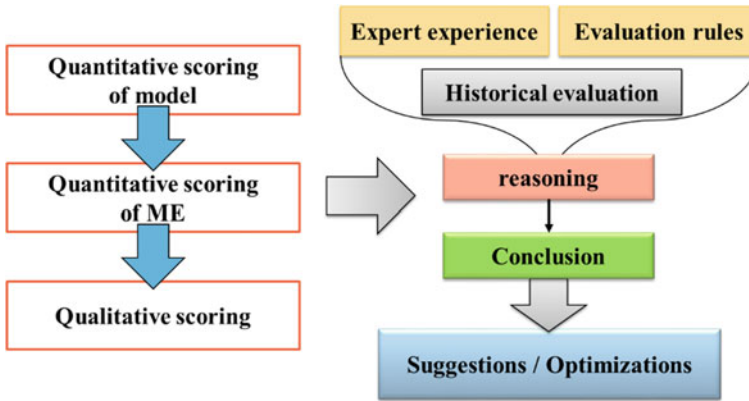 Quantitative scoring
of model
Quantitative scoring
of ME
Qualitative scoring
Expert experience
Evaluation rules
Historical evaluation
reasoning
Conclusion
Suggestions / Optimizations